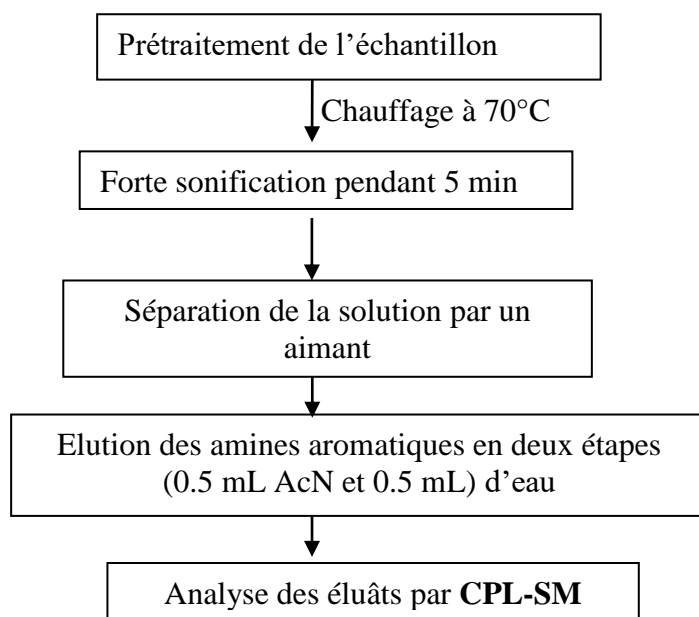 Prétraitement de l’échantillon
Chauffage à 70°C
Forte sonification pendant 5 min
Séparation de la solution par un
aimant
Elution des amines aromatiques en deux étapes
(0.5 mL AcN et 0.5 mL) d’eau
Analyse des éluâts par CPL-SM